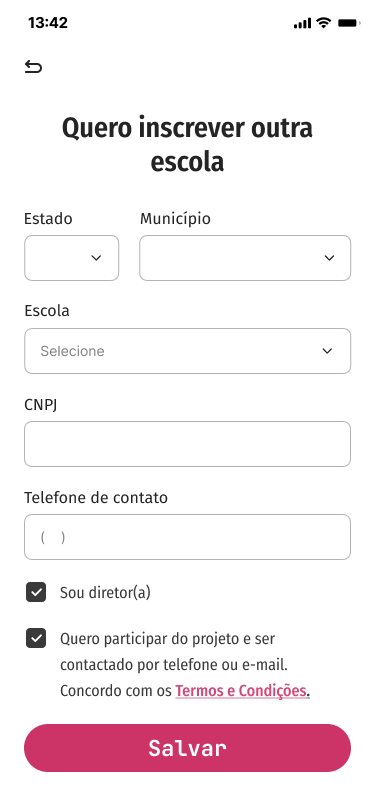 13:42
Quero inscrever outra
escola
Estado Município
Escola
Selecione
CNPJ
Telefone de contato
( )
Sou diretor(a)
Quero participar do projeto e ser
contactado por telefone ou e-mail.
Concordo com os Termos e Condições.
Salvar